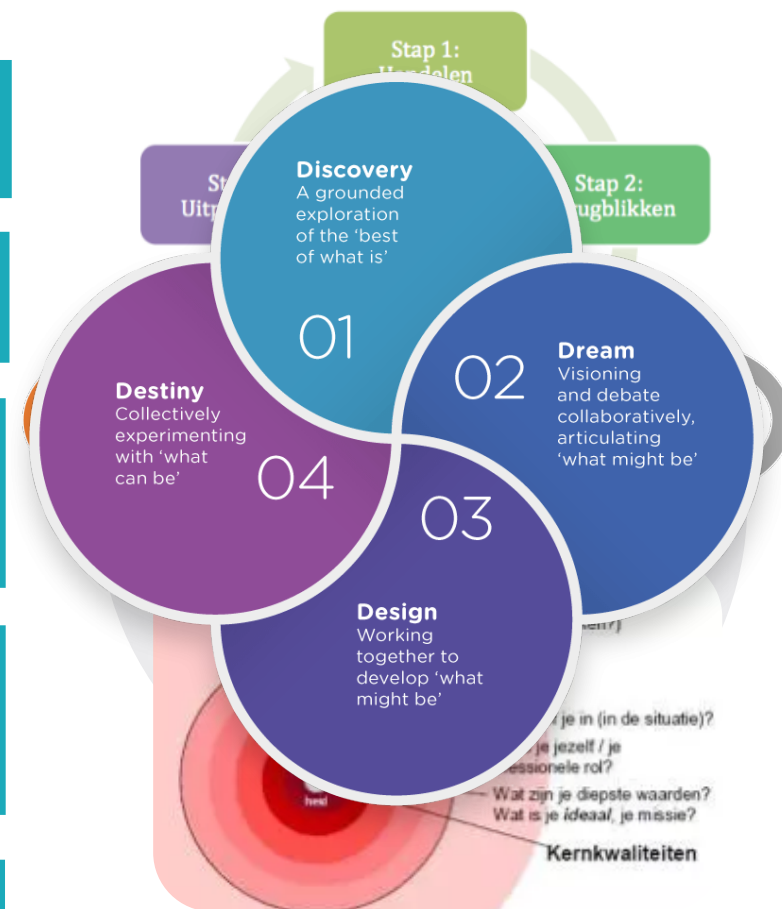 Stap 1:
Stap 2:
Discovery
A grounded
exploration
of the ‘best
of what is’
01
02
Dream
Visioning
and debate
collaboratively,
articulating
‘what might be’
Destiny
Collectively
experimenting
with ‘what
can be’
04
03
Design
Working
together to
develop ‘what
might be’
je in (in de situatie)?
je jezelf / je
rol?
Wat zijn je diepste waarden?
Wat is je ideaal, je missie?
Kernkwaliteiten